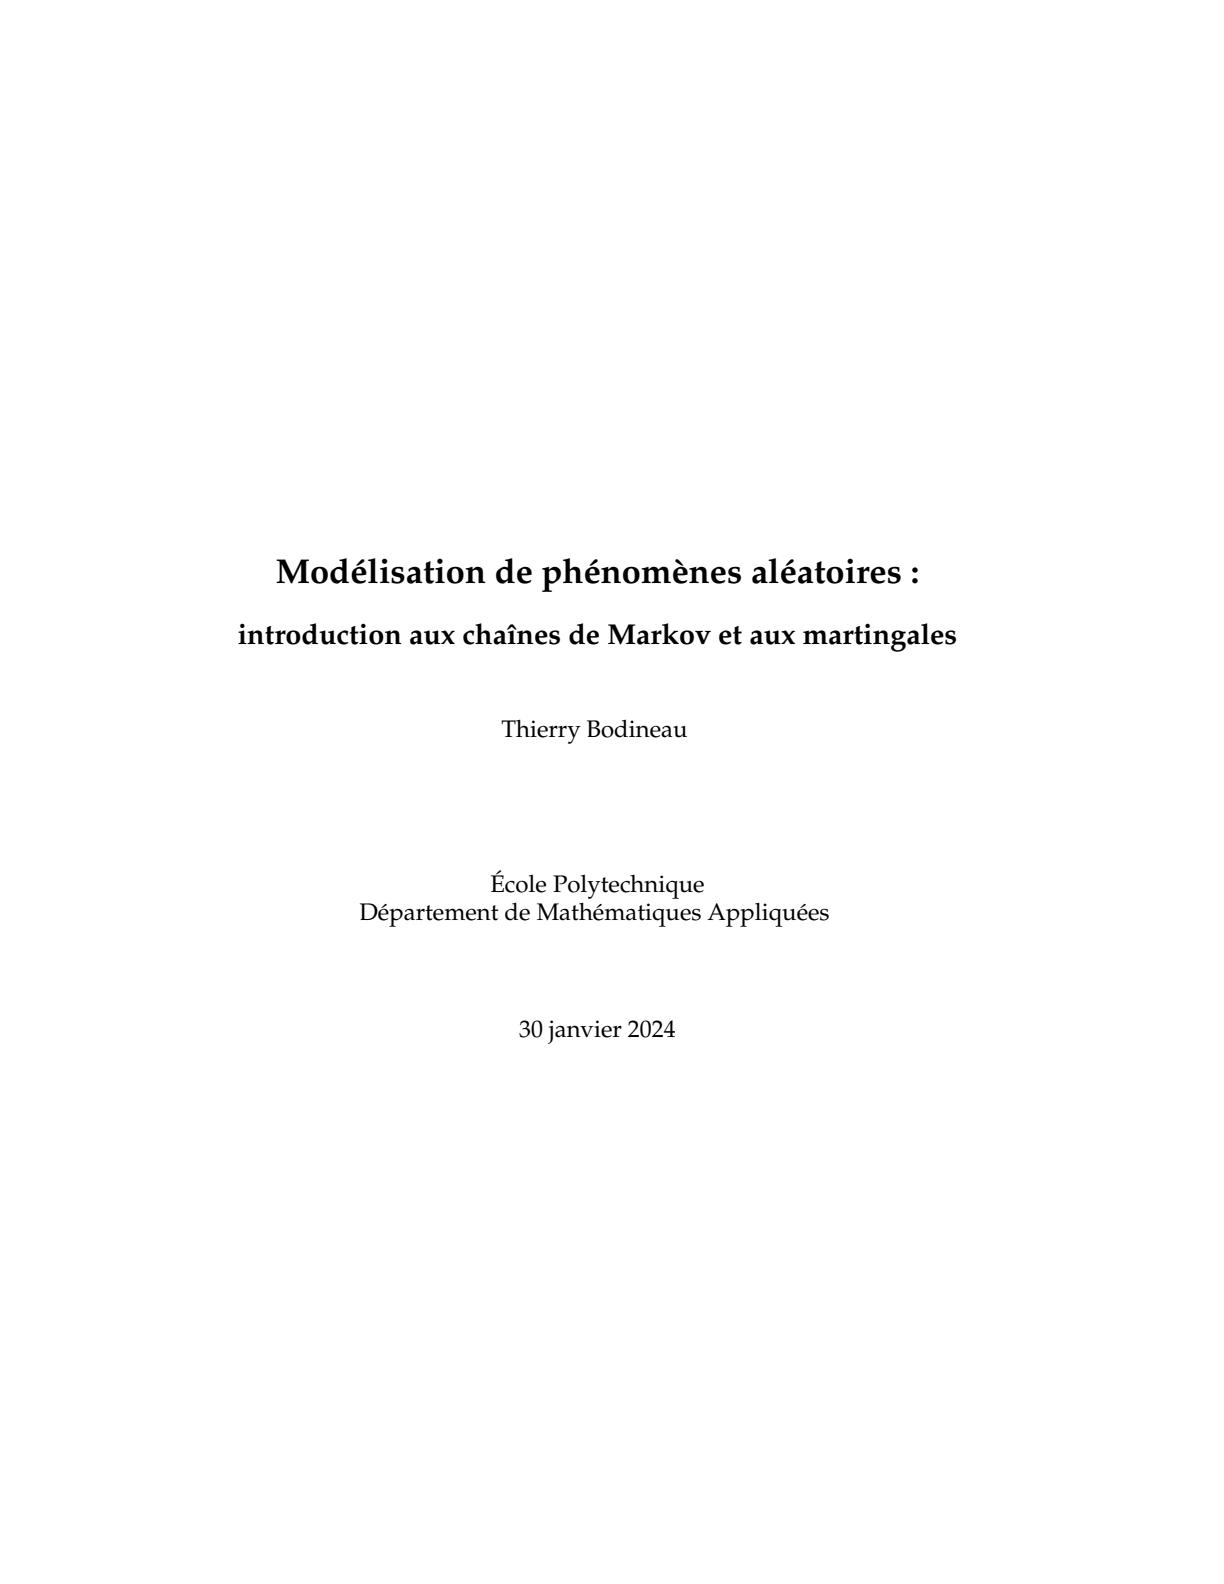 Modélisation de phénomènes aléatoires :
introduction aux chaînes de Markov et aux martingales
Thierry Bodineau
École Polytechnique
Département de Mathématiques Appliquées
30 janvier 2024